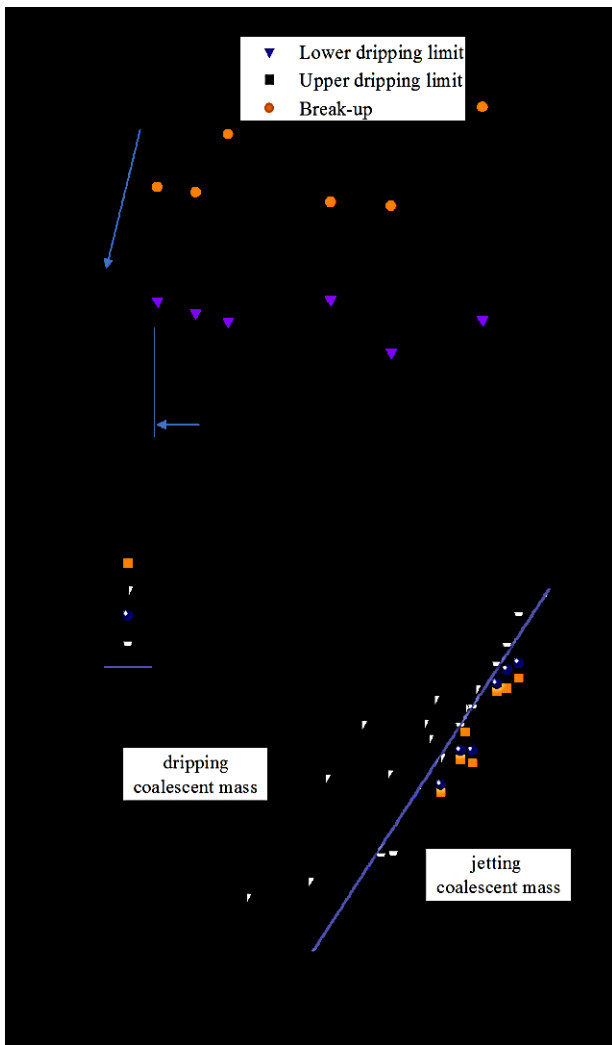 Lower dripping limit
Upper dripping limit
Break-up
dripping
coalescent mass
jetting
coalescent mass